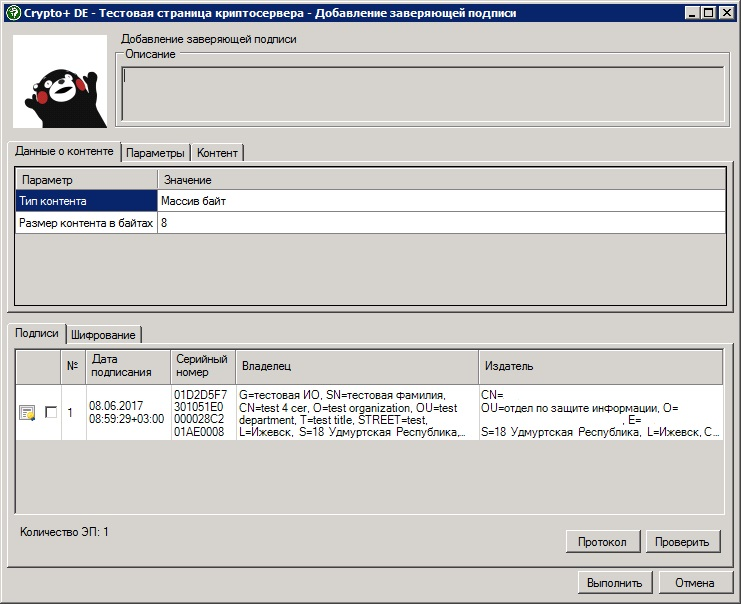 Crypto+ DE - Тестовая страница криптосервера - Добавление заверяющей подписи
Добавление заверяющей подписи
Описание
Данные о контенте Параметры Контент
Параметр Значение
Тип контента Массив байт
Размер контента в байтах 8
Подписи Шифрование
№ Дата подписания Серийный номер Владелец Издатель
1
08.06.2017
08:59:29+03:00
01D2D5F7
301051E0
000028C2
01AE0008
G=тестовая ИО, SN=тестовая фамилия,
CN=test 4 cer, O=test organization, OU=test
department, T=test title, STREET=test,
L=Ижевск, S=18 Удмуртская Республика,...
CN=
OU=отдел по защите информации, O=
, E=
S=18 Удмуртская Республика, L=Ижевск, C...
Количество ЭП: 1
Протокол Проверить
Выполнить Отмена